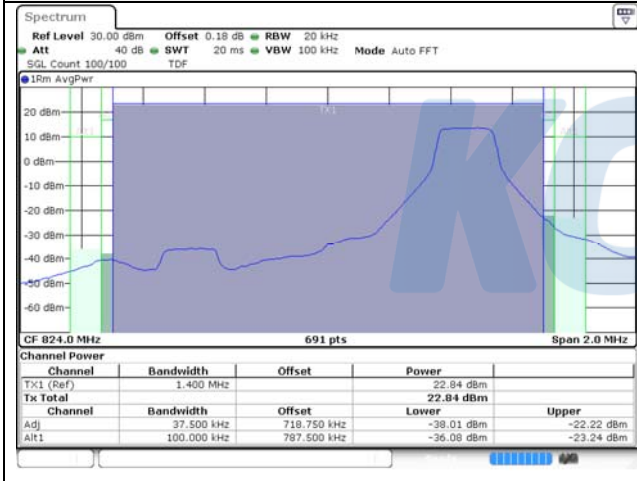 Spectrum
Ref Level 30.00 dBm Offset 0.18 dB RBW 20 kHz
Att 40 dB SWT 20 ms VBW 100 kHz Mode Auto FFT
SGL Count 100/100 TDF
1Rm AvgPwr
TX1
20 dBm
10 dBm
0 dBm
-10 dBm
-20 dBm
-30 dBm
-40 dBm
-50 dBm
-60 dBm
CF 824.0 MHz 691 pts Span 2.0 MHz
Channel Power
Channel Bandwidth Offset Power
TX1 (Ref) 1.400 MHz 22.84 dBm
Tx Total 22.84 dBm
Channel Bandwidth Offset Lower Upper
Adj 37.500 kHz 718.750 kHz -38.01 dBm -22.22 dBm
Alt1 100.000 kHz 787.500 kHz -36.08 dBm -23.24 dBm